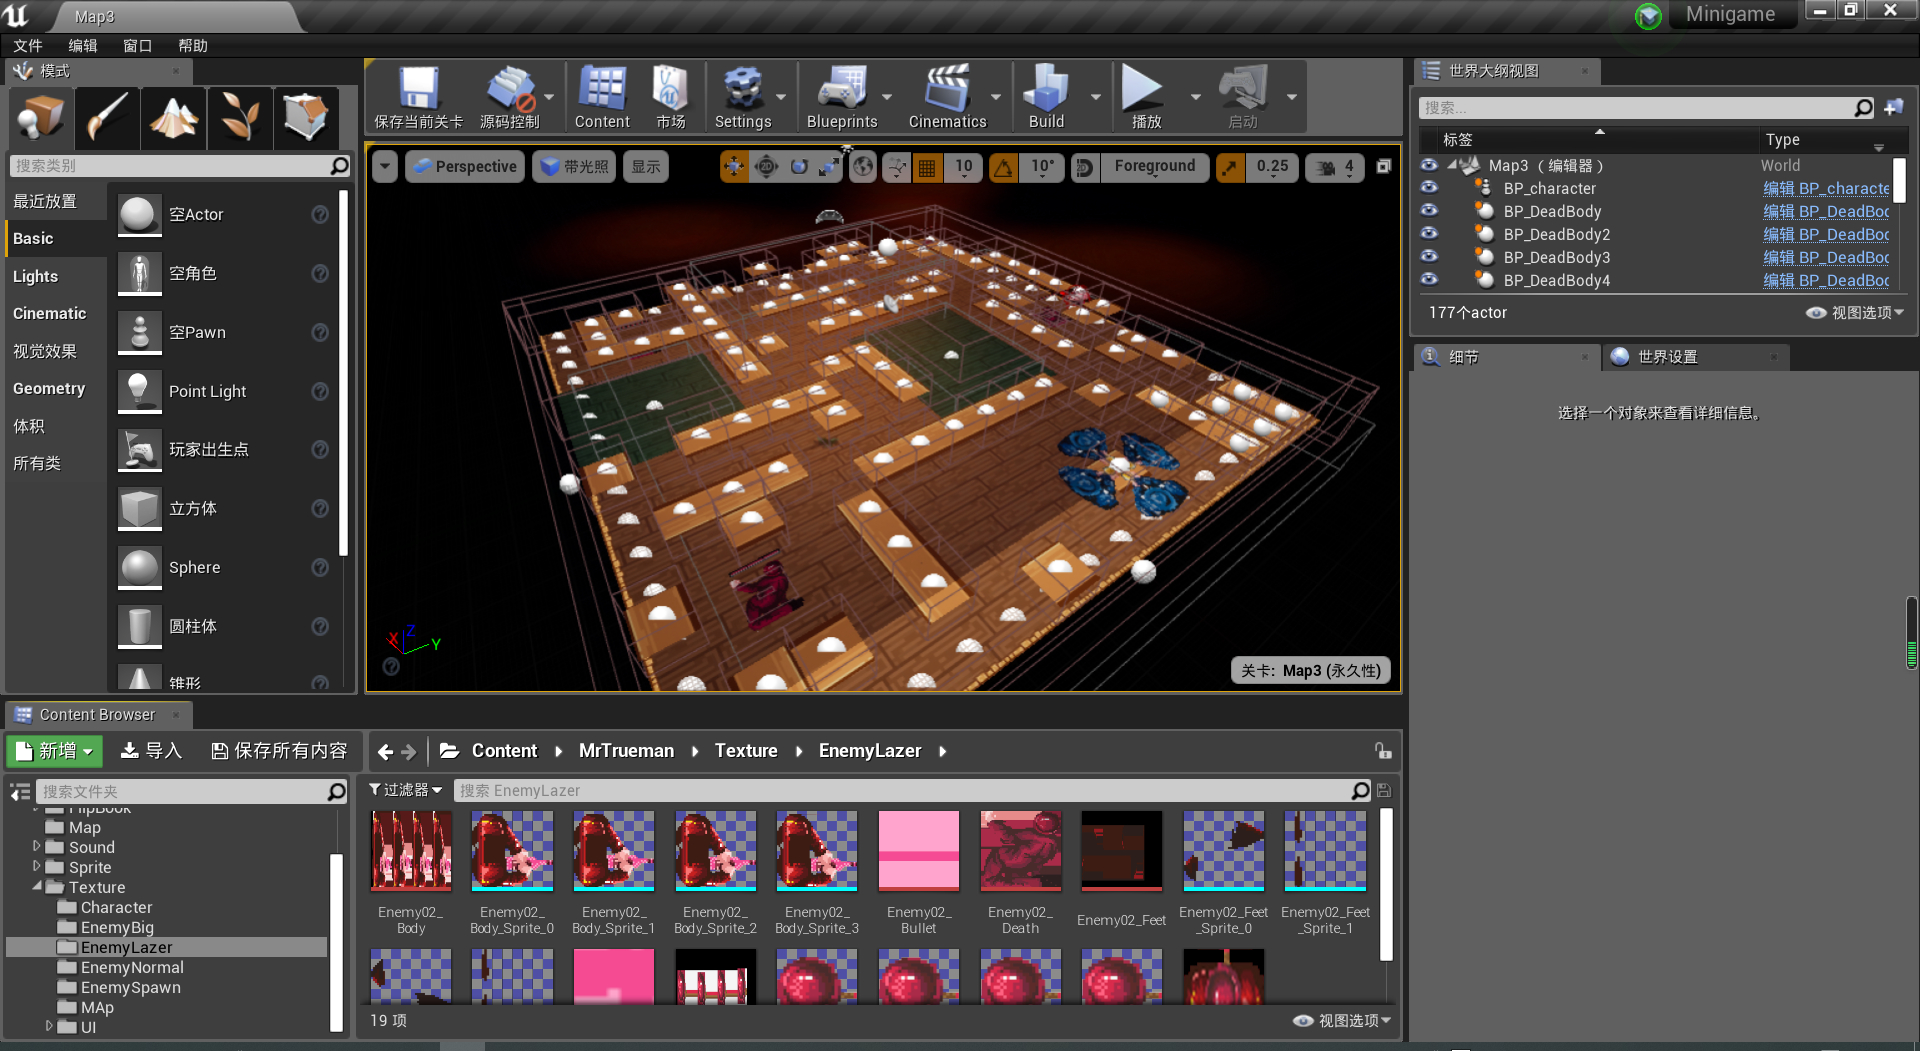 Map3
Minigame
文件 编辑 窗口 帮助
模式
搜索类别
最近放置
Basic
Lights
Cinematic
视觉效果
Geometry
体积
所有类
空Actor
空角色
空Pawn
Point Light
玩家出生点
立方体
Sphere
圆柱体
锥形
保存当前关卡
源码控制
Content
市场
Settings
Blueprints
Cinematics
Build
播放
启动
Perspective
带光照
显示
10
10°
Foreground
0.25
4
X Z Y
关卡: Map3 (永久性)
世界大纲视图
搜索...
标签 Type
Map3 （ 编辑器 ） World
BP_character 编辑 BP_characte
BP_DeadBody 编辑 BP_DeadBoc
BP_DeadBody2 编辑 BP_DeadBoc
BP_DeadBody3 编辑 BP_DeadBoc
BP_DeadBody4 编辑 BP_DeadBoc
177个actor
视图选项
细节
世界设置
选择一个对象来查看详细信息。
Content Browser
新增
导入
保存所有内容
Content MrTrueman Texture EnemyLazer
搜索文件夹
FlipBook
Map
Sound
Sprite
Texture
Character
EnemyBig
EnemyLazer
EnemyNormal
EnemySpawn
MAp
UI
过滤器
搜索 EnemyLazer
Enemy02_
Body
Enemy02_
Body_Sprite_0
Enemy02_
Body_Sprite_1
Enemy02_
Body_Sprite_2
Enemy02_
Body_Sprite_3
Enemy02_
Bullet
Enemy02_
Death
Enemy02_Feet
Enemy02_Feet
_Sprite_0
Enemy02_Feet
_Sprite_1
19 项
视图选项